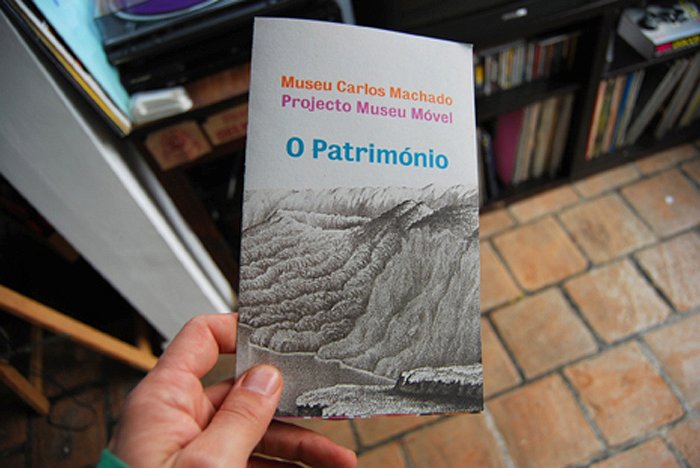 Museu Carlos Machado
Projecto Museu Móvel
O Património